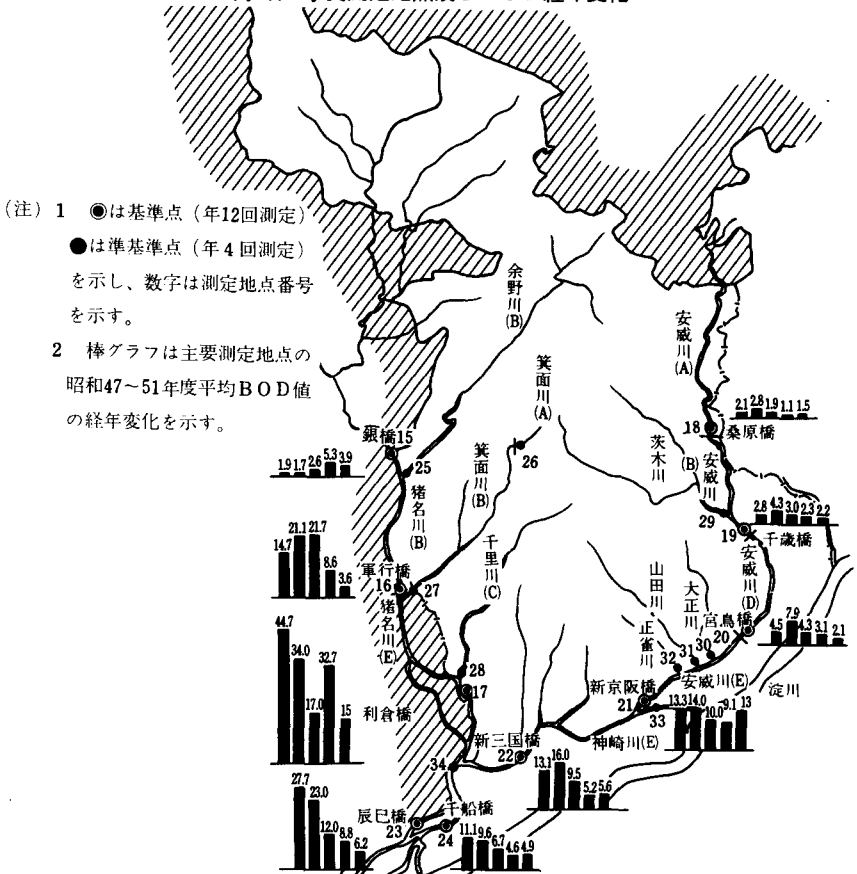 (注) 1 ◉は基準点(年12回測定)
●は準基準点(年4回測定)
を示し、数字は測定地点番号
を示す。
2 棒グラフは主要測定地点の
昭和47～51年度平均BOD値
の経年変化を示す。
余野川(B)
安威川(A)
箕面川(A)
2.1 2.8 1.9 1.1 1.5
18 桑原橋
銀橋15
1.9 1.7 2.6 5.3 3.9
25
26
箕面川(B)
茨木川
安威川(B)
猪名川(B)
29
2.8 4.3 3.0 2.3 2.2
19 千歳橋
14.7 21.1 21.7 8.6 3.6
軍行橋
16
27
千里川(C)
安威川(D)
猪名川(E)
山田川
大正川
正雀川
宮鳥橋
20
4.5 7.9 4.3 3.1 2.1
30
31
32
44.7 34.0 17.0 32.7 15
28
17
利倉橋
安威川(E)
淀川
新京阪橋
21
33
13.3 14.0 10.0 9.1 13
神崎川(E)
新三国橋
22
34
13.1 16.0 9.5 5.2 5.6
27.7 23.0 12.0 8.8 6.2
辰巳橋
23
千船橋
24
11.1 9.6 6.7 4.6 4.9